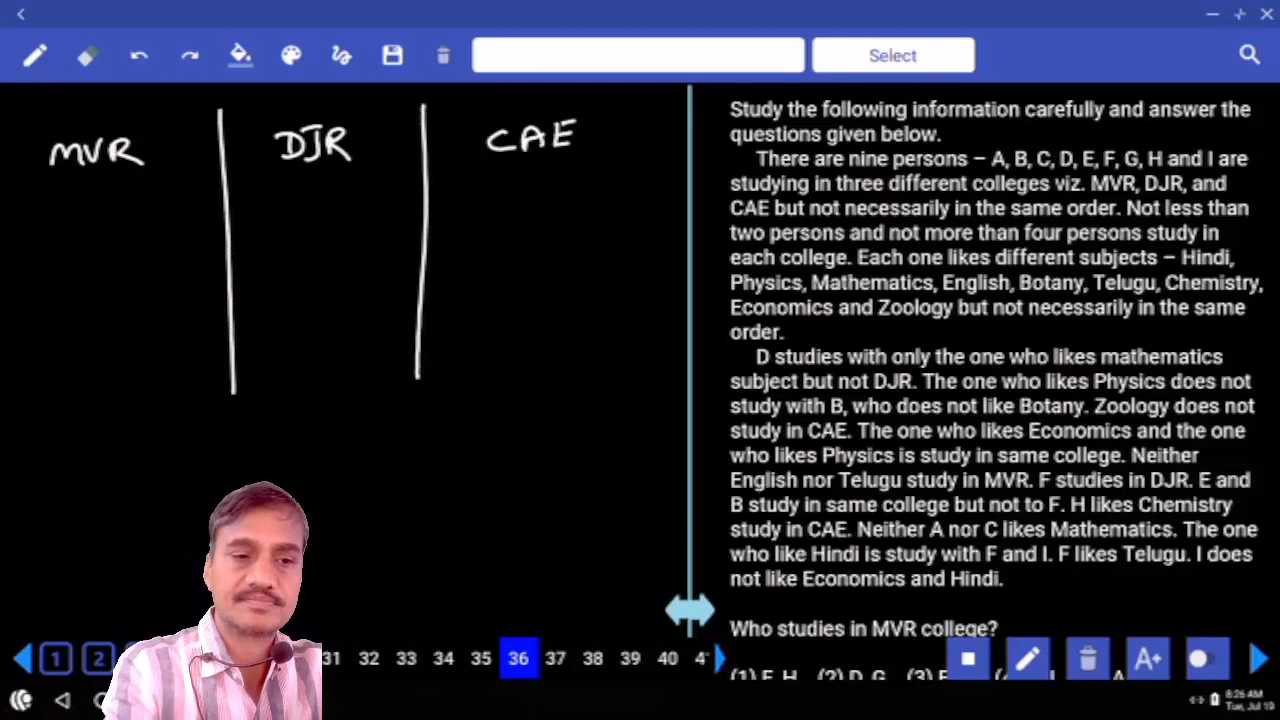 Select
MVR DJR CAE
Study the following information carefully and answer the
questions given below.
There are nine persons – A, B, C, D, E, F, G, H and I are
studying in three different colleges viz. MVR, DJR, and
CAE but not necessarily in the same order. Not less than
two persons and not more than four persons study in
each college. Each one likes different subjects – Hindi,
Physics, Mathematics, English, Botany, Telugu, Chemistry,
Economics and Zoology but not necessarily in the same
order.
D studies with only the one who likes mathematics
subject but not DJR. The one who likes Physics does not
study with B, who does not like Botany. Zoology does not
study in CAE. The one who likes Economics and the one
who likes Physics is study in same college. Neither
English nor Telugu study in MVR. F studies in DJR. E and
B study in same college but not to F. H likes Chemistry
study in CAE. Neither A nor C likes Mathematics. The one
who like Hindi is study with F and I. F likes Telugu. I does
not like Economics and Hindi.
Who studies in MVR college?
1 2 31 32 33 34 35 36 37 38 39 40 A+
(2) D, G
8:26 AM
Tue, Jul 19